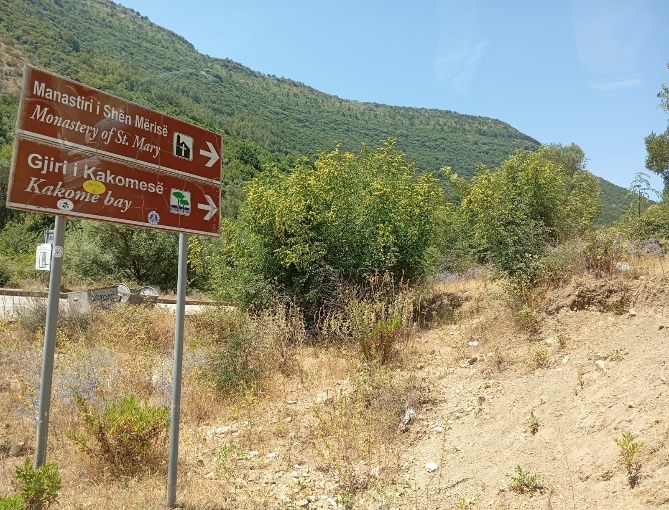 Manastiri i Shën Mërisë
Monastery of St. Mary
Gjiri i Kakomesë
Kakome bay